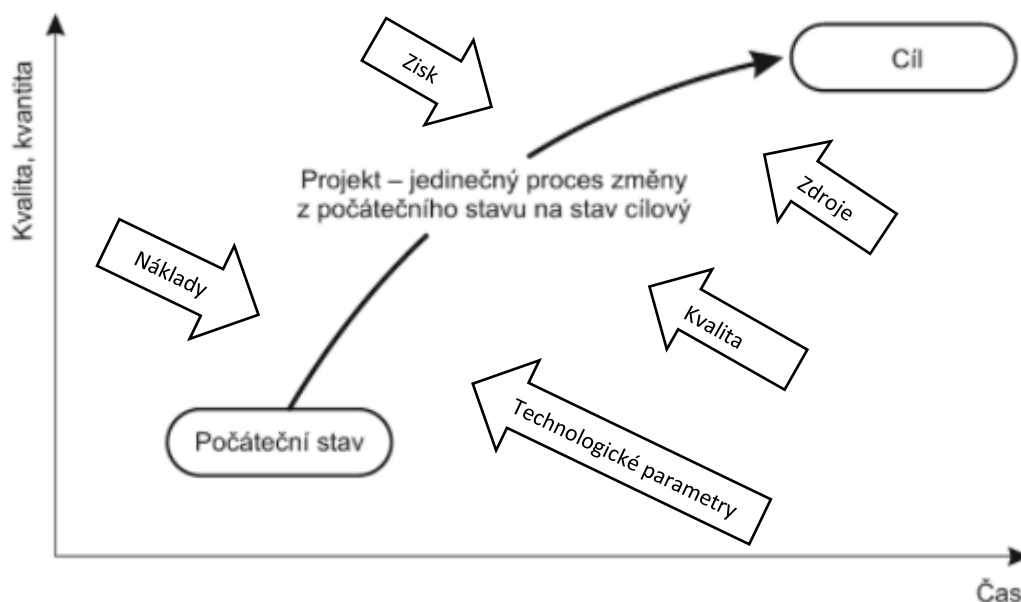 Kvalita, kvantita
Zisk
Cíl
Projekt – jedinečný proces změny
z počátečního stavu na stav cílový
Zdroje
Náklady
Kvalita
Technologické parametry
Počáteční stav
Čas